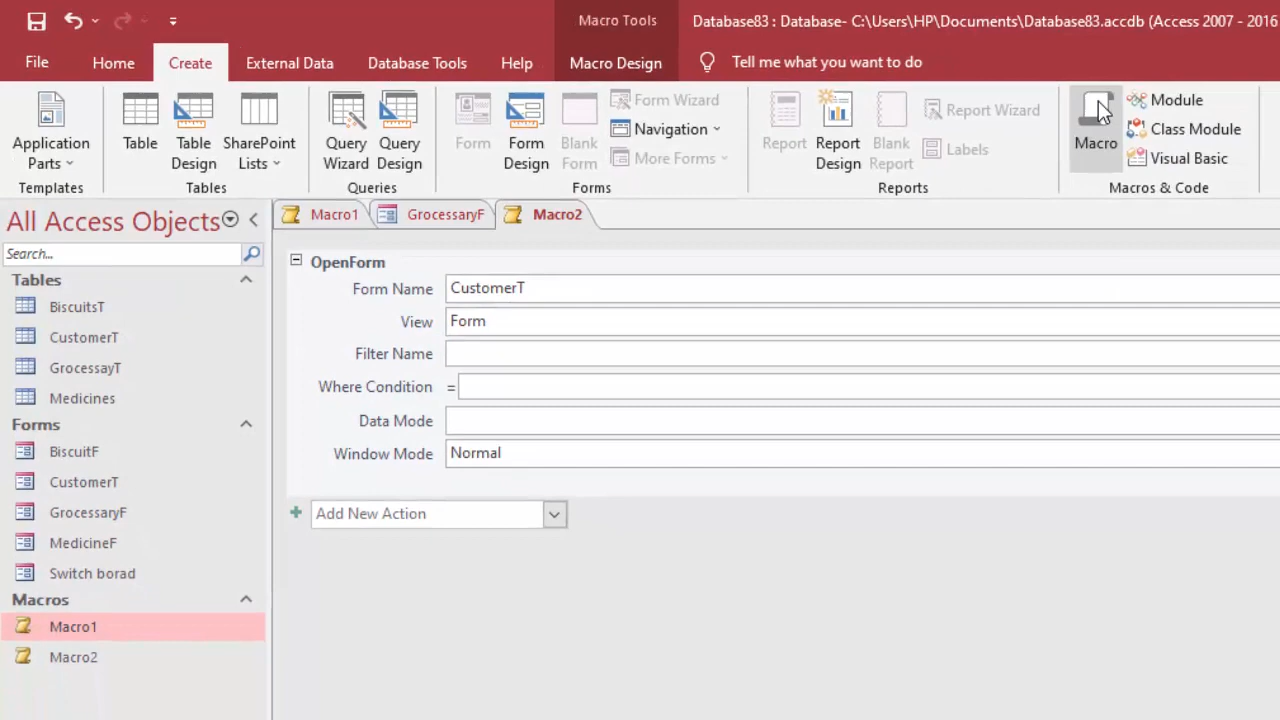 Macro Tools
Database83 : Database- C:\Users\HP\Documents\Database83.accdb (Access 2007 - 2016
File Home Create External Data Database Tools Help Macro Design Tell me what you want to do
Application Parts
Table
Table Design
SharePoint Lists
Query Wizard
Query Design
Form
Form Design
Blank Form
Form Wizard
Navigation
More Forms
Report
Report Design
Blank Report
Report Wizard
Labels
Macro
Module
Class Module
Visual Basic
Templates Tables Queries Forms Reports Macros & Code
All Access Objects
Search...
Tables
BiscuitsT
CustomerT
GrocessayT
Medicines
Forms
BiscuitF
CustomerT
GrocessaryF
MedicineF
Switch borad
Macros
Macro1
Macro2
Macro1 GrocessaryF Macro2
OpenForm
Form Name CustomerT
View Form
Filter Name
Where Condition =
Data Mode
Window Mode Normal
Add New Action